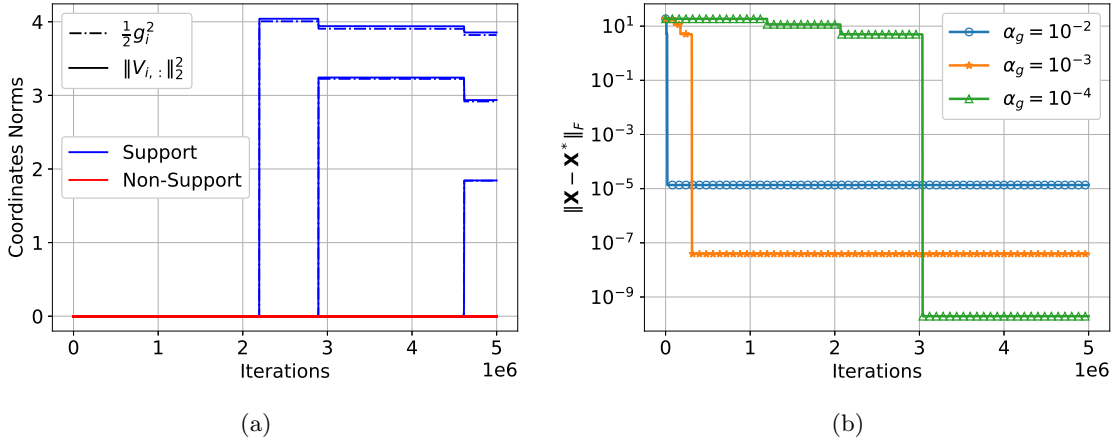 4
3
2
1
0
Coordinates Norms
½g_i²
‖V_{i, :}‖₂²
Support
Non-Support
0 1 2 3 4 5
1e6
Iterations
(a)
10¹
10⁻¹
10⁻³
10⁻⁵
10⁻⁷
10⁻⁹
‖X − X*‖_F
α_g = 10⁻²
α_g = 10⁻³
α_g = 10⁻⁴
0 1 2 3 4 5
1e6
Iterations
(b)